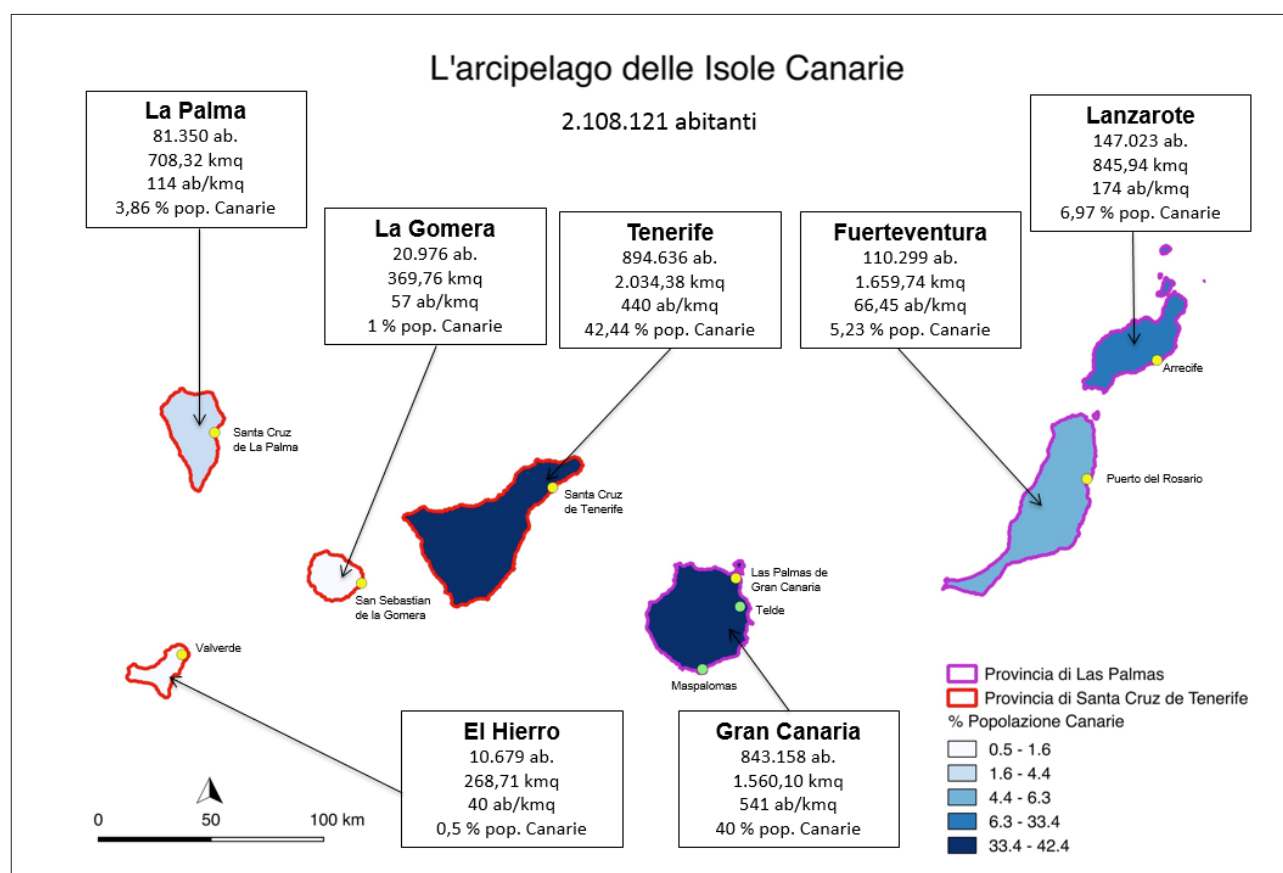 L'arcipelago delle Isole Canarie
2.108.121 abitanti
La Palma
81.350 ab.
708,32 kmq
114 ab/kmq
3,86 % pop. Canarie
La Gomera
20.976 ab.
369,76 kmq
57 ab/kmq
1 % pop. Canarie
Tenerife
894.636 ab.
2.034,38 kmq
440 ab/kmq
42,44 % pop. Canarie
Fuerteventura
110.299 ab.
1.659,74 kmq
66,45 ab/kmq
5,23 % pop. Canarie
Lanzarote
147.023 ab.
845,94 kmq
174 ab/kmq
6,97 % pop. Canarie
Arrecife
Santa Cruz
de La Palma
Santa Cruz
de Tenerife
Puerto del Rosario
San Sebastian
de la Gomera
Las Palmas de
Gran Canaria
Telde
Maspalomas
Valverde
El Hierro
10.679 ab.
268,71 kmq
40 ab/kmq
0,5 % pop. Canarie
Gran Canaria
843.158 ab.
1.560,10 kmq
541 ab/kmq
40 % pop. Canarie
Provincia di Las Palmas
Provincia di Santa Cruz de Tenerife
% Popolazione Canarie
0.5 - 1.6
1.6 - 4.4
4.4 - 6.3
6.3 - 33.4
33.4 - 42.4
0 50 100 km